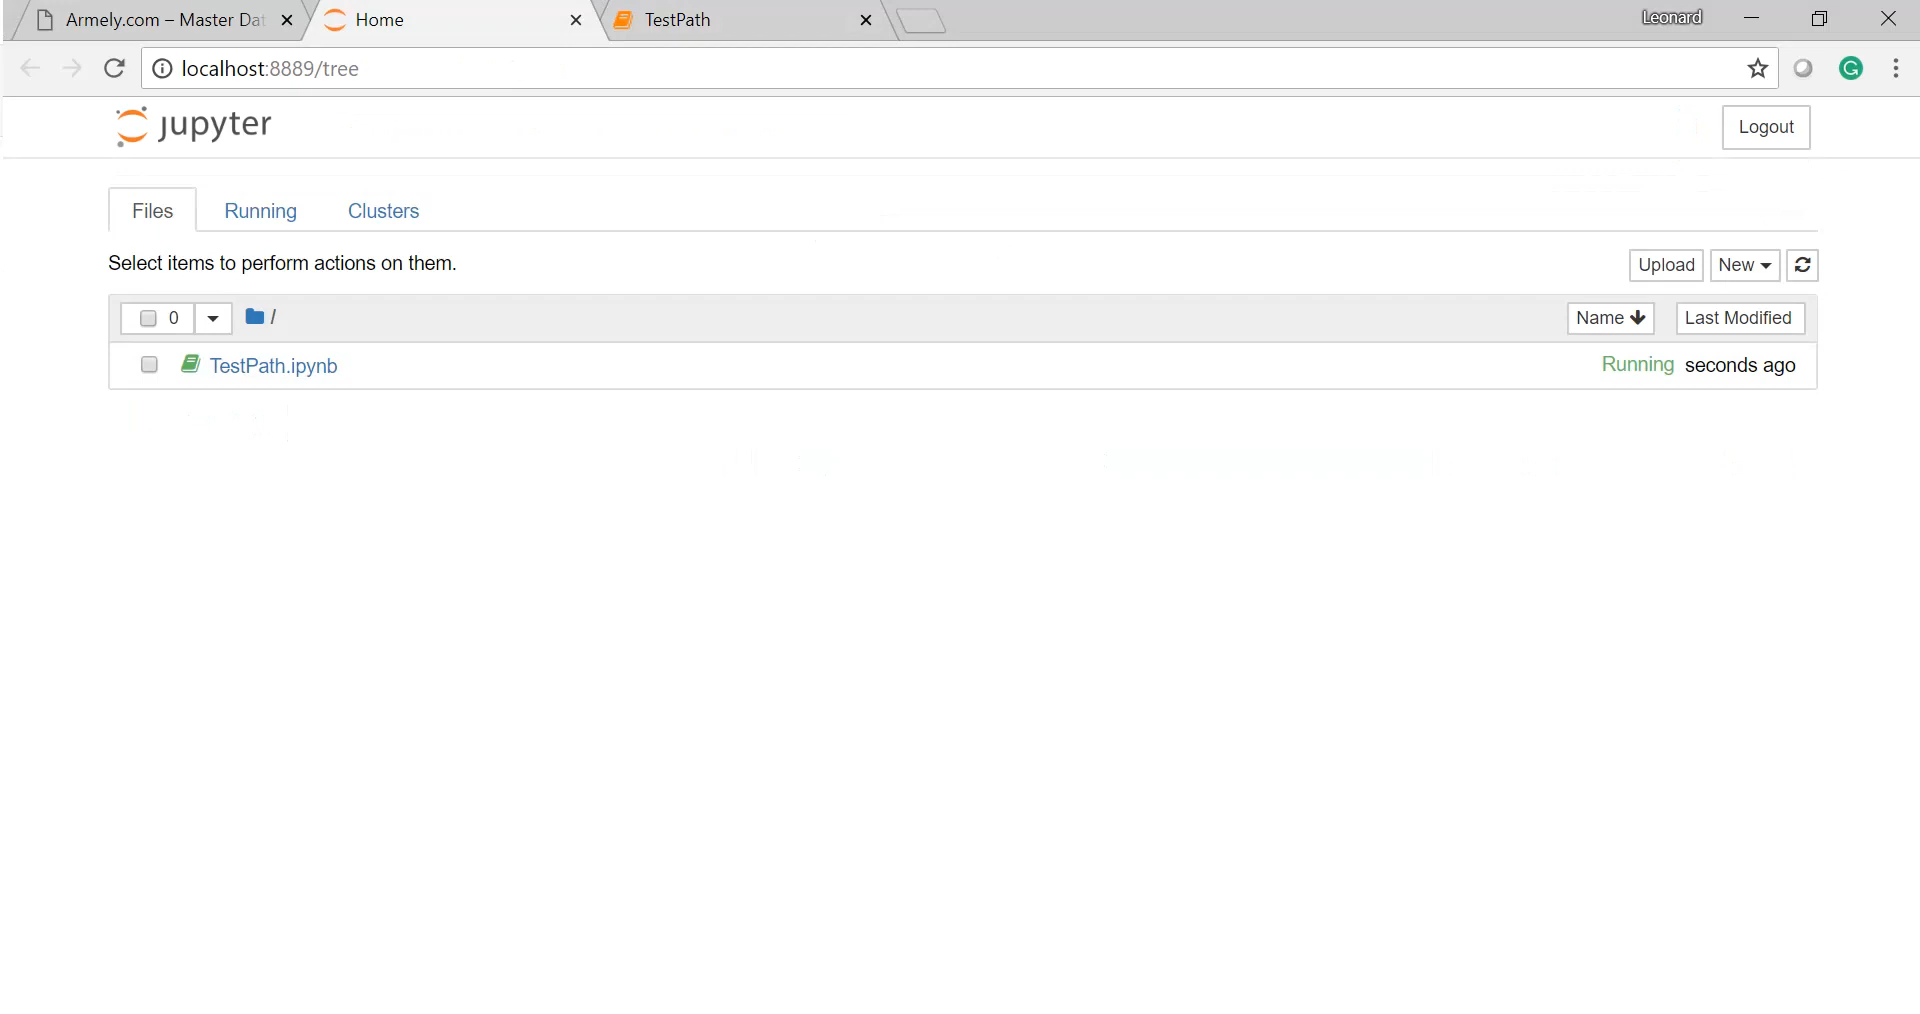 Armely.com – Master Dat
Home
TestPath
Leonard
localhost:8889/tree
jupyter
Logout
Files
Running
Clusters
Select items to perform actions on them.
Upload
New
0
/
Name
Last Modified
TestPath.ipynb
Running
seconds ago